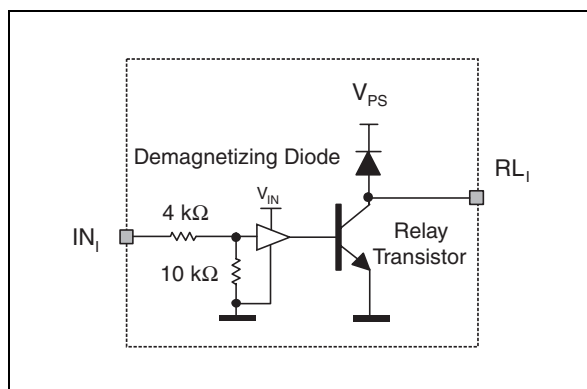 V_PS
Demagnetizing Diode
RL_I
V_IN
4 kΩ
IN_I
Relay
Transistor
10 kΩ